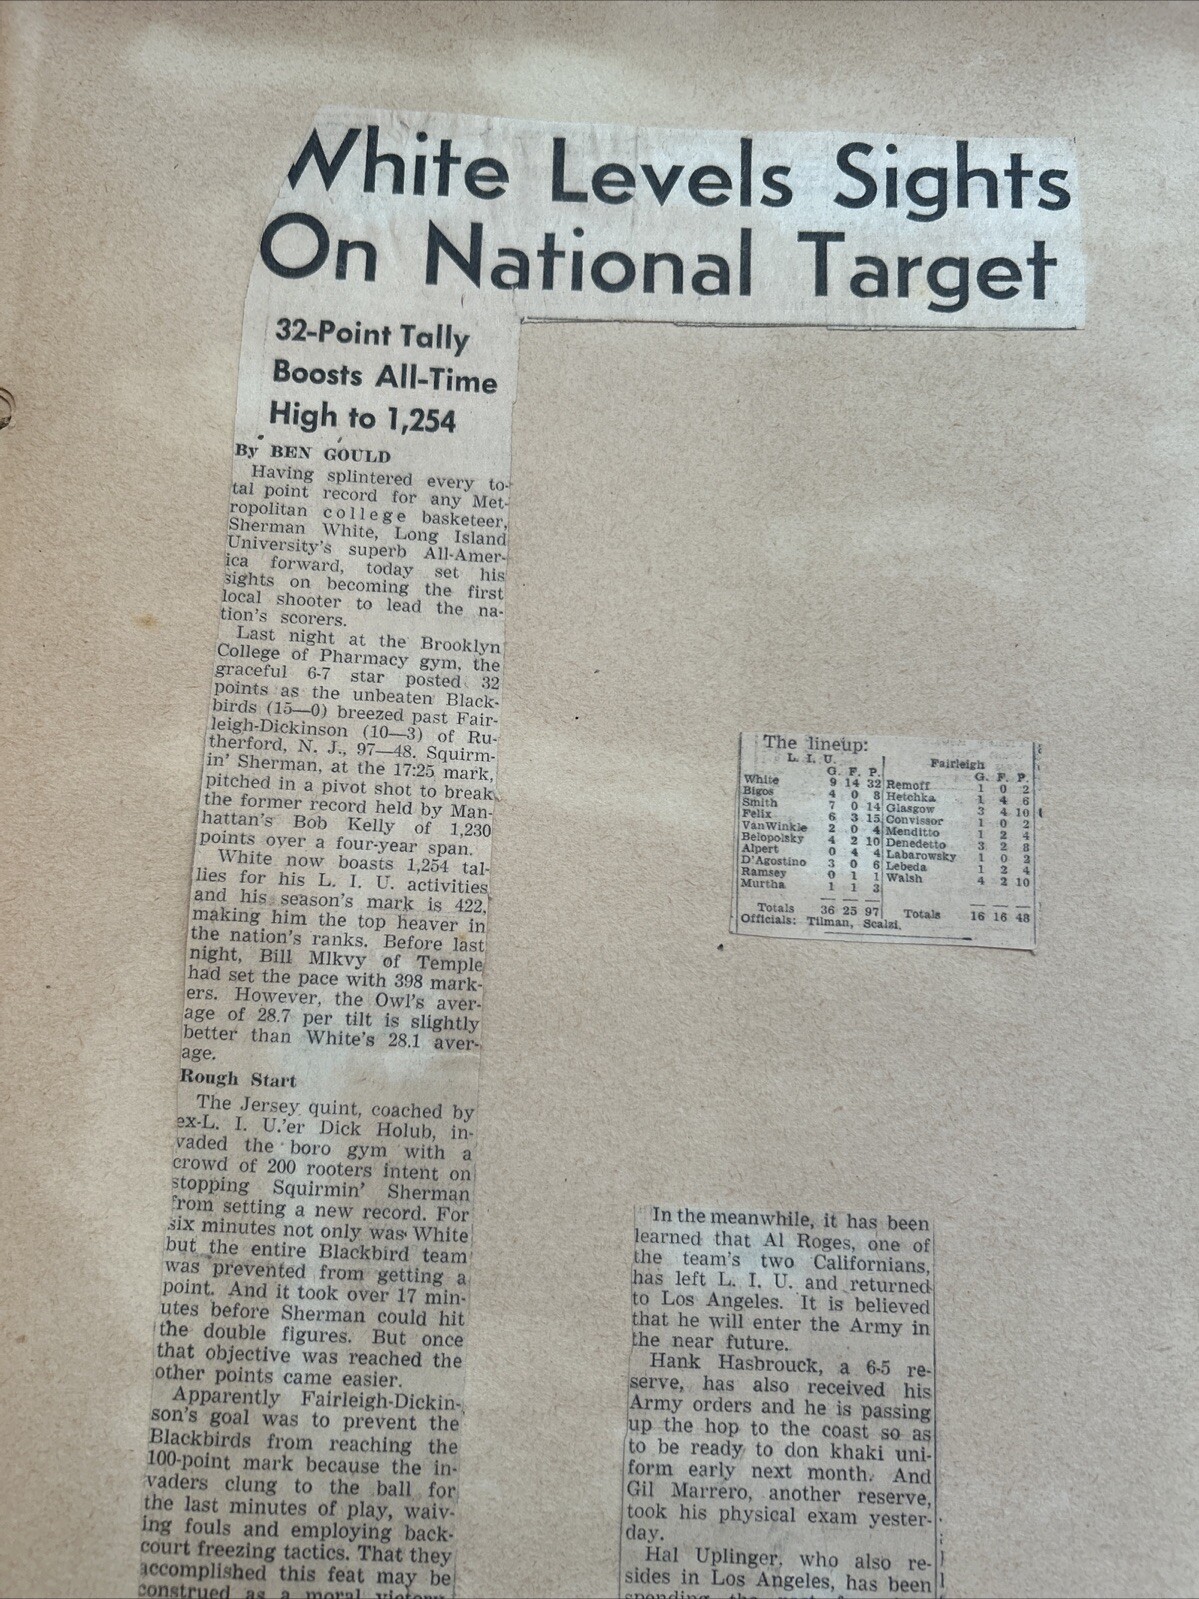 White Levels Sights
On National Target
32-Point Tally
Boosts All-Time
High to 1,254
By BEN GOULD
Having splintered every to-
tal point record for any Met-
ropolitan college basketeer,
Sherman White, Long Island
University's superb All-Amer-
ica forward, today set his
sights on becoming the first
local shooter to lead the na-
tion's scorers.
Last night at the Brooklyn
College of Pharmacy gym, the
graceful 6-7 star posted 32
points as the unbeaten Black-
birds (15—0) breezed past Fair-
leigh-Dickinson (10—3) of Ru-
therford, N. J., 97—48. Squirm-
in' Sherman, at the 17:25 mark,
pitched in a pivot shot to break
the former record held by Man-
hattan's Bob Kelly of 1,230
points over a four-year span.
White now boasts 1,254 tal-
lies for his L. I. U. activities
and his season's mark is 422,
making him the top heaver in
the nation's ranks. Before last
night, Bill Mlkvy of Temple
had set the pace with 398 mark-
ers. However, the Owl's aver-
age of 28.7 per tilt is slightly
better than White's 28.1 aver-
age.
Rough Start
The Jersey quint, coached by
ex-L. I. U.'er Dick Holub, in-
vaded the boro gym with a
crowd of 200 rooters intent on
stopping Squirmin' Sherman
from setting a new record. For
six minutes not only was White
but the entire Blackbird team
was prevented from getting a
point. And it took over 17 min-
utes before Sherman could hit
the double figures. But once
that objective was reached the
other points came easier.
Apparently Fairleigh-Dickin-
son's goal was to prevent the
Blackbirds from reaching the
100-point mark because the in-
vaders clung to the ball for
the last minutes of play, waiv-
ing fouls and employing back-
court freezing tactics. That they
accomplished this feat may be
construed as a moral victory
The lineup:
L. I. U.
G. F. P.
White 9 14 32
Bigos 4 0 8
Smith 7 0 14
Felix 6 3 15
VanWinkle 2 0 4
Belopolsky 4 2 10
Alpert 0 4 4
D'Agostino 3 0 6
Ramsey 0 1 1
Murtha 1 1 3
Totals 36 25 97
Fairleigh
G. F. P.
Remoff 1 0 2
Hetchka 1 4 6
Glasgow 3 4 10
Convissor 1 0 2
Menditto 1 2 4
Denedetto 3 2 8
Labarowsky 1 0 2
Lebeda 1 2 4
Walsh 4 2 10
Totals 16 16 48
Officials: Tilman, Scalzi.
In the meanwhile, it has been
learned that Al Roges, one of
the team's two Californians,
has left L. I. U. and returned
to Los Angeles. It is believed
that he will enter the Army in
the near future.
Hank Hasbrouck, a 6-5 re-
serve, has also received his
Army orders and he is passing
up the hop to the coast so as
to be ready to don khaki uni-
form early next month. And
Gil Marrero, another reserve,
took his physical exam yester-
day.
Hal Uplinger, who also re-
sides in Los Angeles, has been
spending the